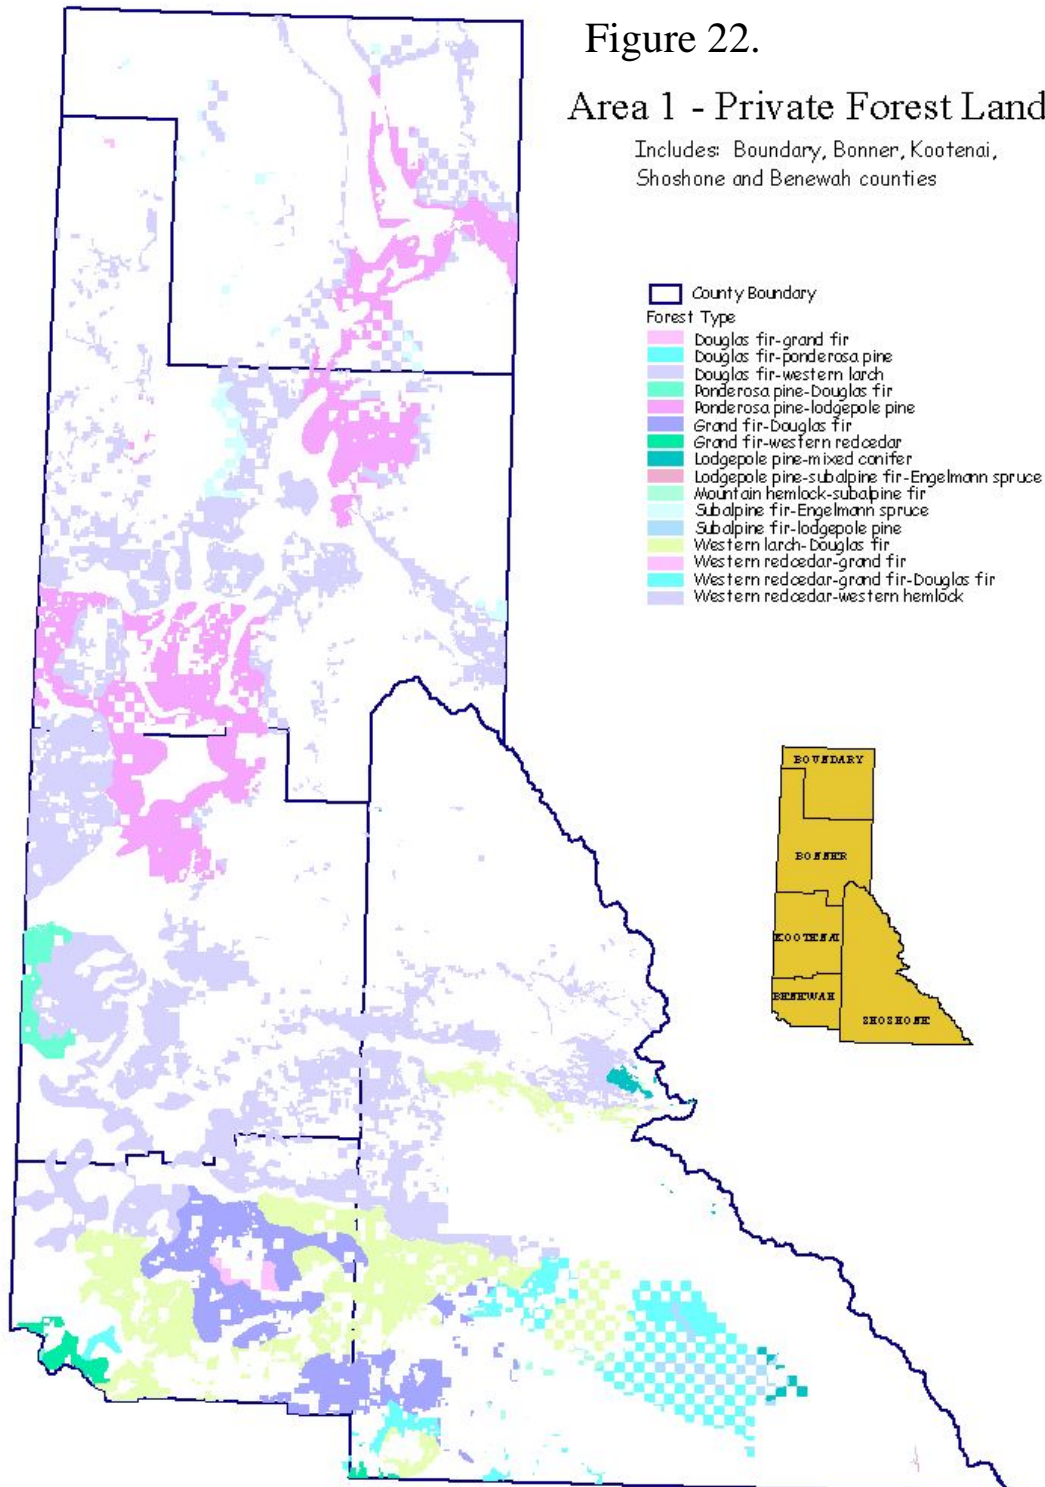 Figure 22.
Area 1 - Private Forest Land
Includes: Boundary, Bonner, Kootenai,
Shoshone and Benewah counties
County Boundary
Forest Type
Douglas fir-grand fir
Douglas fir-ponderosa pine
Douglas fir-western larch
Ponderosa pine-Douglas fir
Ponderosa pine-lodgepole pine
Grand fir-Douglas fir
Grand fir-western redcedar
Lodgepole pine-mixed conifer
Lodgepole pine-subalpine fir-Engelmann spruce
Mountain hemlock-subalpine fir
Subalpine fir-Engelmann spruce
Subalpine fir-lodgepole pine
Western larch-Douglas fir
Western redcedar-grand fir
Western redcedar-grand fir-Douglas fir
Western redcedar-western hemlock
BOUNDARY
BONNER
KOOTENAI
BENEWAH
SHOSHONE